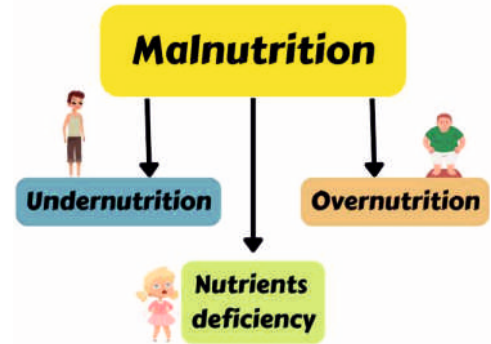 Malnutrition
Undernutrition
Overnutrition
Nutrients
deficiency